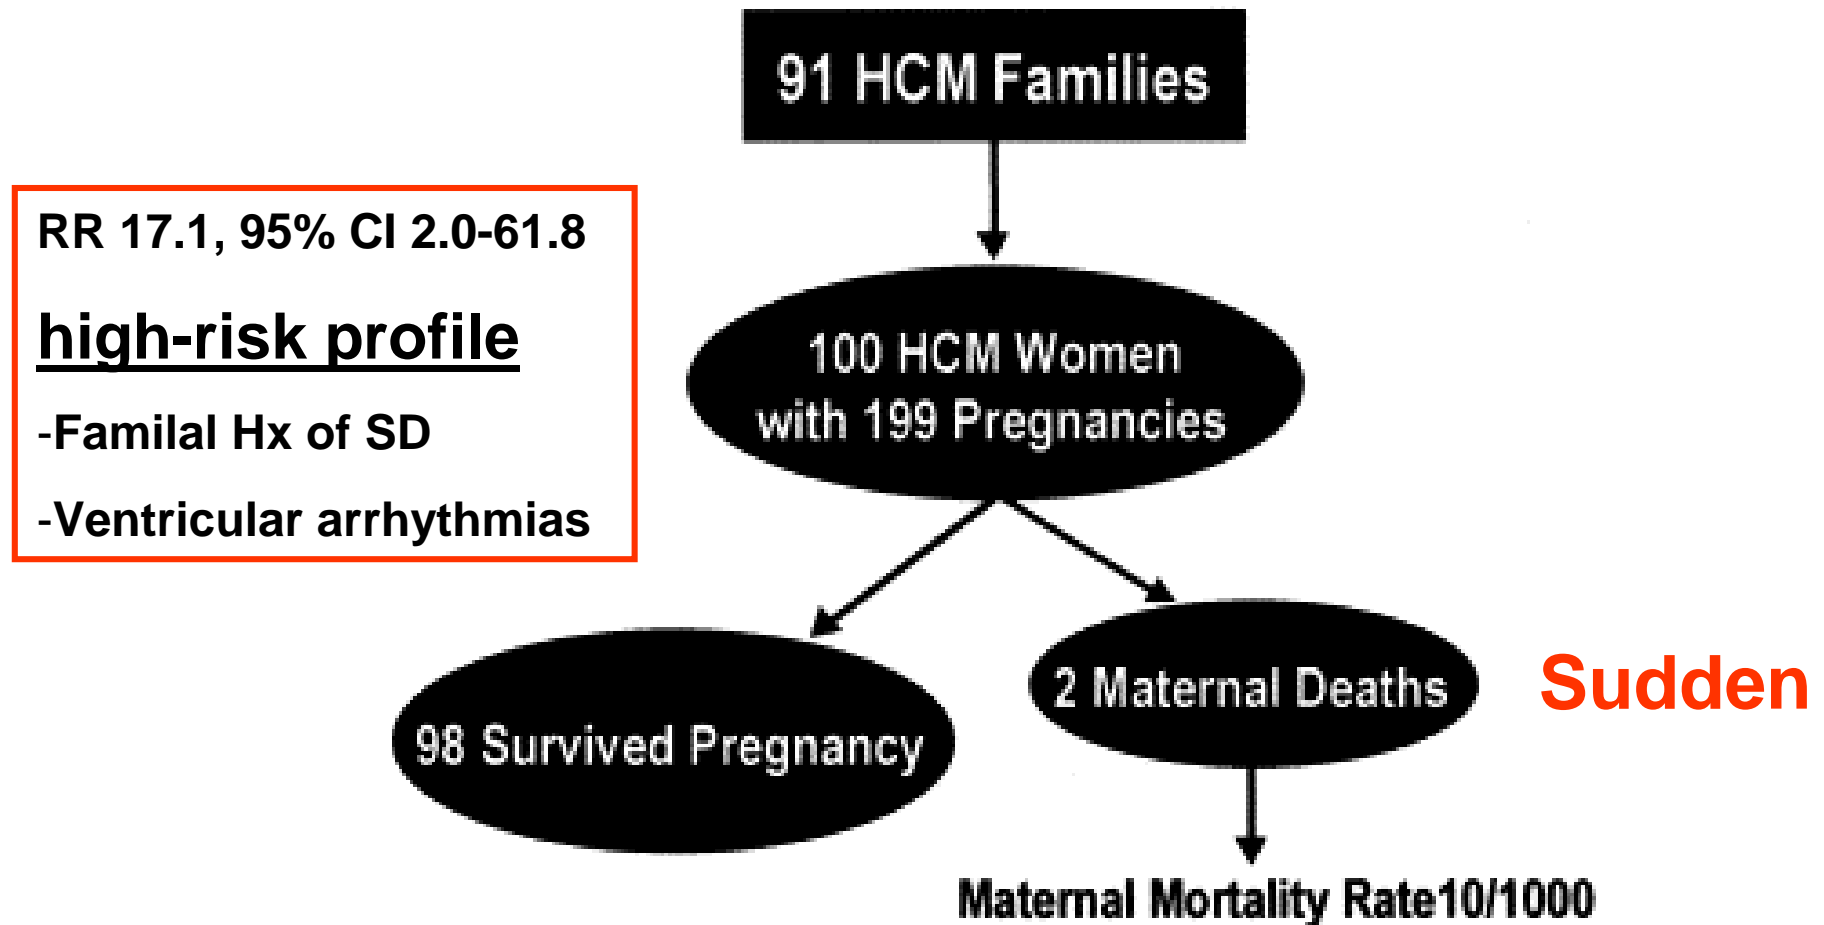 91 HCM Families
RR 17.1, 95% CI 2.0-61.8
high-risk profile
-Familal Hx of SD
-Ventricular arrhythmias
100 HCM Women
with 199 Pregnancies
98 Survived Pregnancy
2 Maternal Deaths
Sudden
Maternal Mortality Rate10/1000